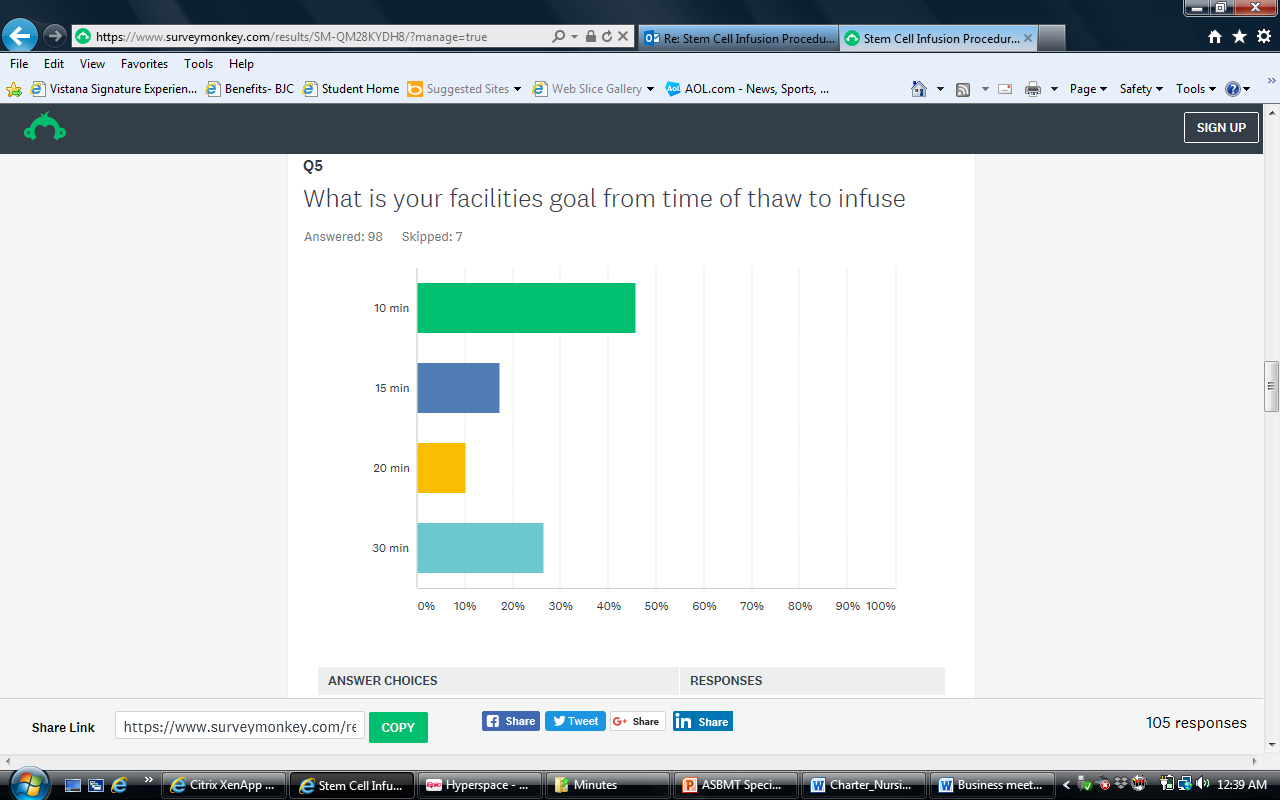 https://www.surveymonkey.com/results/SM-QM28KYDH8/?manage=true
Re: Stem Cell Infusion Procedu...
Stem Cell Infusion Procedur...
File Edit View Favorites Tools Help
Vistana Signature Experien... Benefits- BJC Student Home Suggested Sites Web Slice Gallery AOL.com - News, Sports, ... Page Safety Tools
SIGN UP
Q5
What is your facilities goal from time of thaw to infuse
Answered: 98 Skipped: 7
10 min
15 min
20 min
30 min
0% 10% 20% 30% 40% 50% 60% 70% 80% 90% 100%
ANSWER CHOICES RESPONSES
Share Link https://www.surveymonkey.com/re COPY Share Tweet Share Share 105 responses
Citrix XenApp ... Stem Cell Infu... Hyperspace - ... Minutes ASBMT Speci... Charter_Nursi... Business meet... 12:39 AM